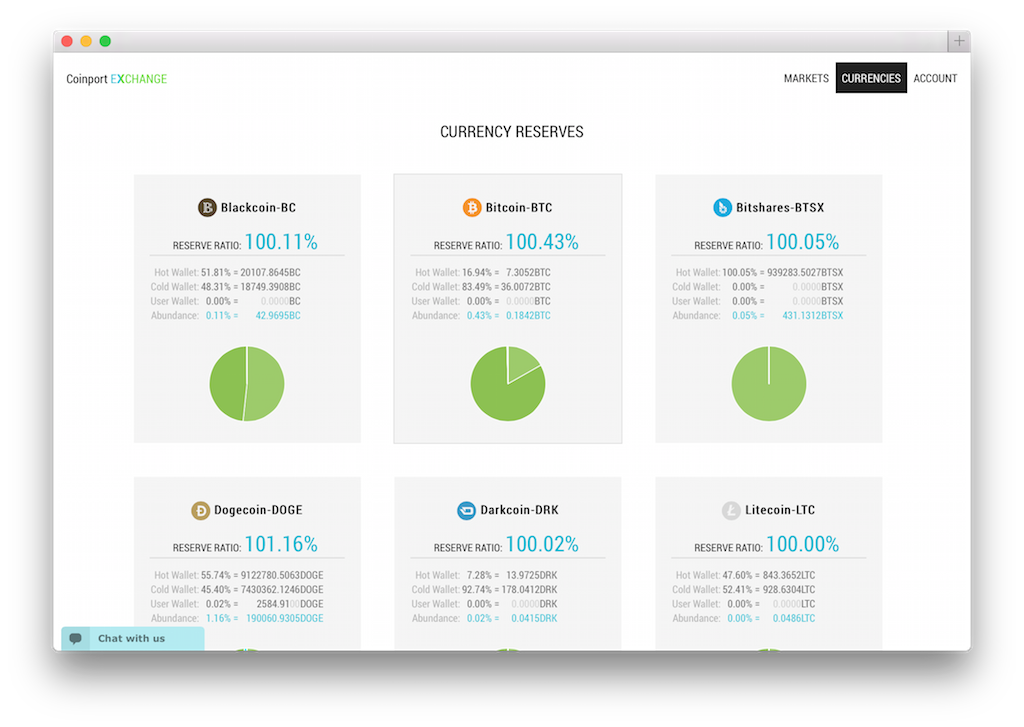 Coinport EXCHANGE
MARKETS CURRENCIES ACCOUNT
CURRENCY RESERVES
Blackcoin-BC
RESERVE RATIO: 100.11%
Hot Wallet: 51.81% = 20107.8645BC
Cold Wallet: 48.31% = 18749.3908BC
User Wallet: 0.00% = 0.0000BC
Abundance: 0.11% = 42.9695BC
Bitcoin-BTC
RESERVE RATIO: 100.43%
Hot Wallet: 16.94% = 7.3052BTC
Cold Wallet: 83.49% = 36.0072BTC
User Wallet: 0.00% = 0.0000BTC
Abundance: 0.43% = 0.1842BTC
Bitshares-BTSX
RESERVE RATIO: 100.05%
Hot Wallet: 100.05% = 939283.5027BTSX
Cold Wallet: 0.00% = 0.0000BTSX
User Wallet: 0.00% = 0.0000BTSX
Abundance: 0.05% = 431.1312BTSX
Dogecoin-DOGE
RESERVE RATIO: 101.16%
Hot Wallet: 55.74% = 9122780.5063DOGE
Cold Wallet: 45.40% = 7430362.1246DOGE
User Wallet: 0.02% = 2584.9100DOGE
Abundance: 1.16% = 190060.9305DOGE
Darkcoin-DRK
RESERVE RATIO: 100.02%
Hot Wallet: 7.28% = 13.9725DRK
Cold Wallet: 92.74% = 178.0412DRK
User Wallet: 0.00% = 0.0000DRK
Abundance: 0.02% = 0.0415DRK
Litecoin-LTC
RESERVE RATIO: 100.00%
Hot Wallet: 47.60% = 843.3652LTC
Cold Wallet: 52.41% = 928.6304LTC
User Wallet: 0.00% = 0.0000LTC
Abundance: 0.00% = 0.0486LTC
Chat with us